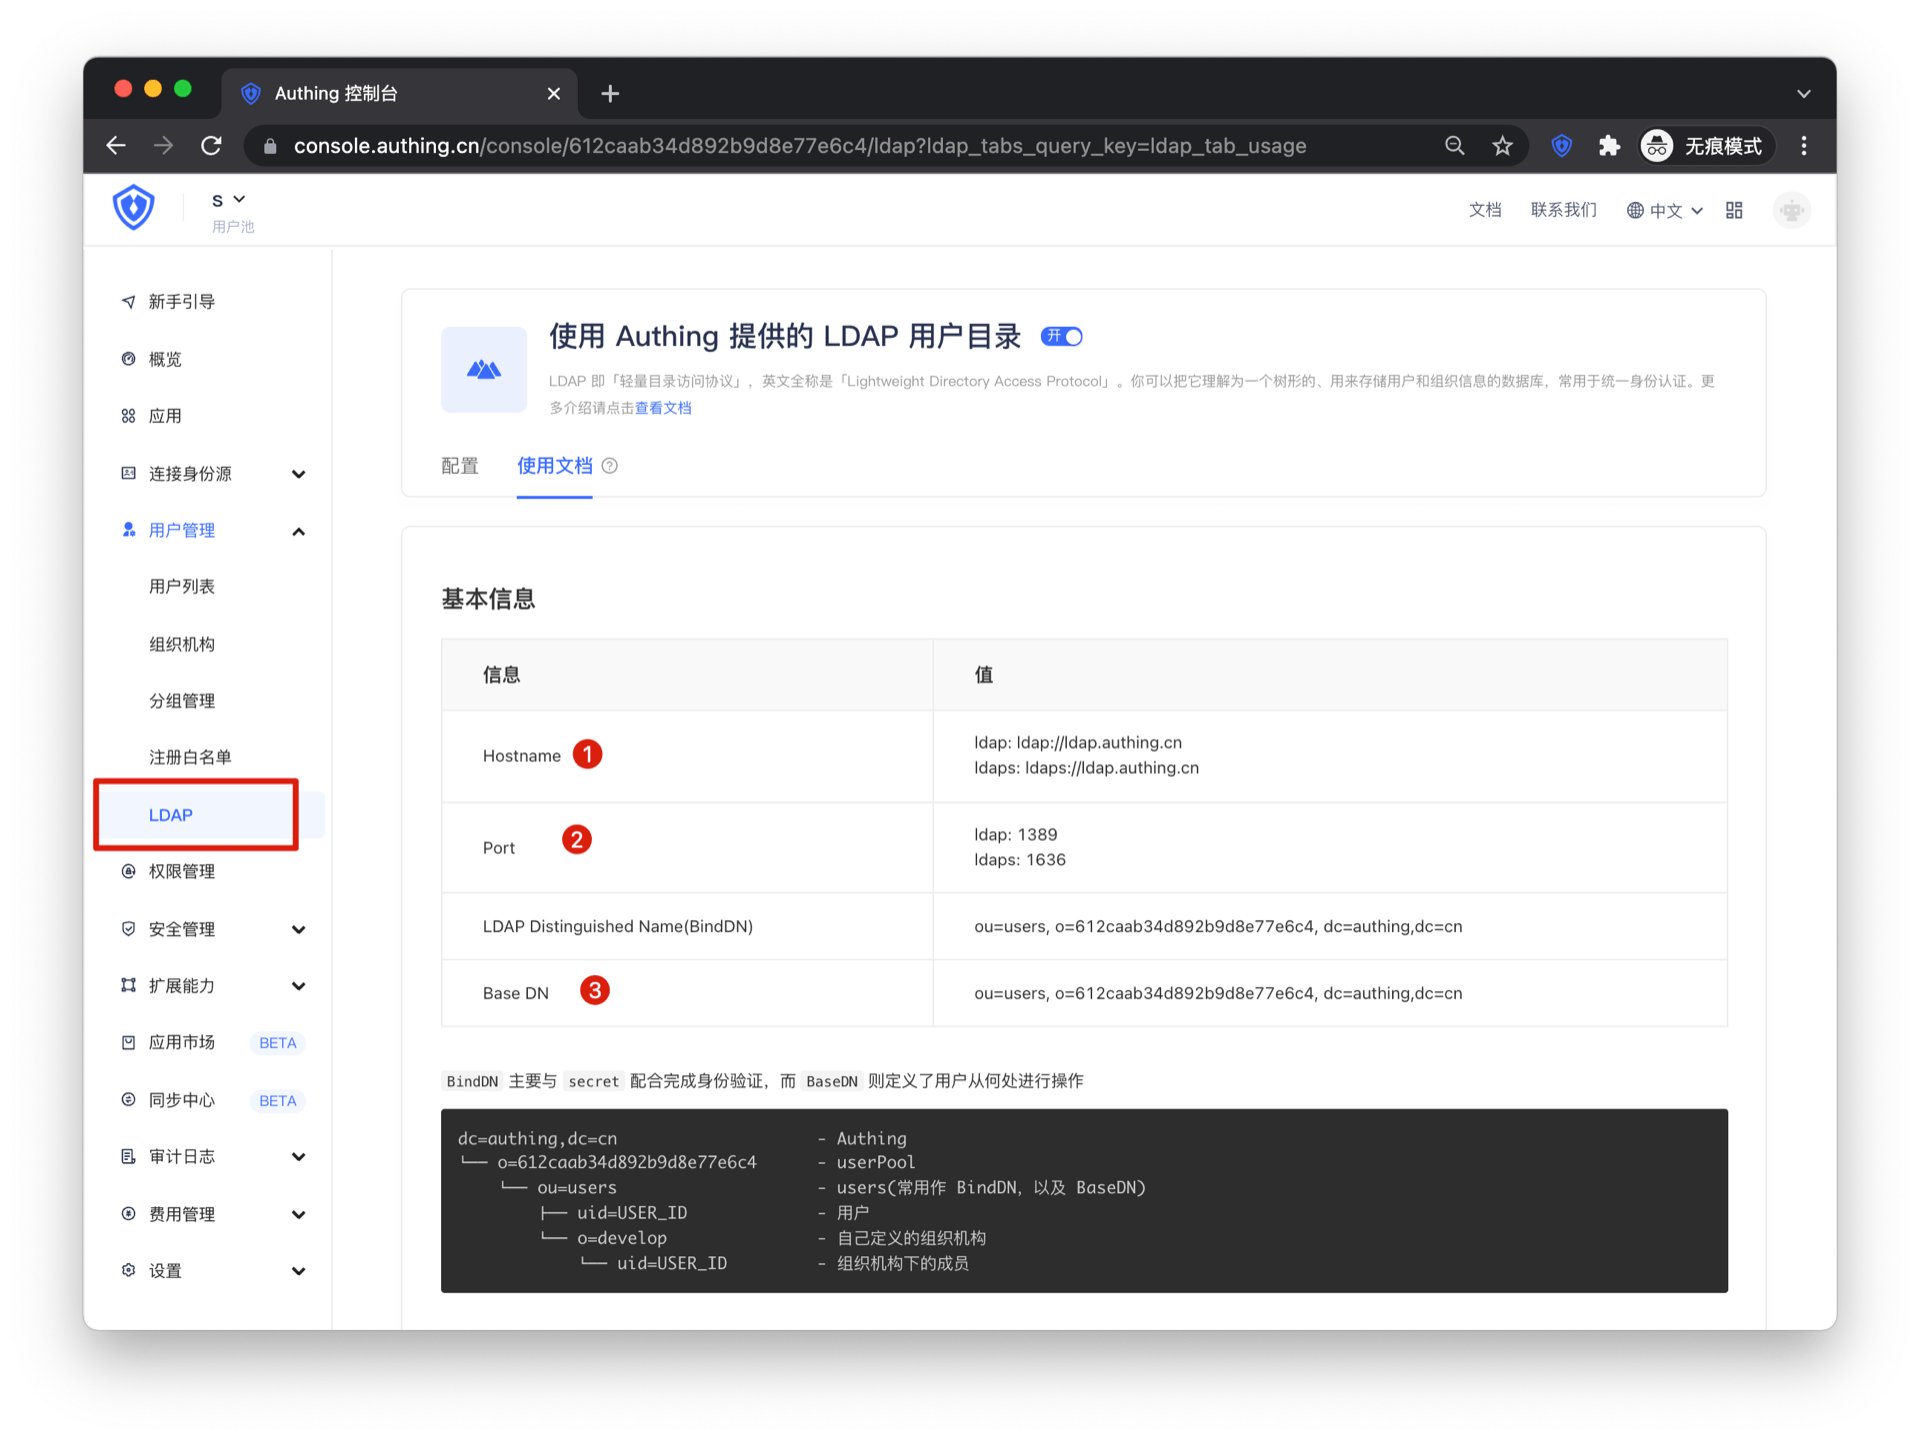 Authing 控制台
console.authing.cn/console/612caab34d892b9d8e77e6c4/ldap?ldap_tabs_query_key=ldap_tab_usage
无痕模式
S
用户池
文档
联系我们
中文
新手引导
概览
应用
连接身份源
用户管理
用户列表
组织机构
分组管理
注册白名单
LDAP
权限管理
安全管理
扩展能力
应用市场 BETA
同步中心 BETA
审计日志
费用管理
设置
使用 Authing 提供的 LDAP 用户目录 开
LDAP 即「轻量目录访问协议」，英文全称是「Lightweight Directory Access Protocol」。你可以把它理解为一个树形的、用来存储用户和组织信息的数据库，常用于统一身份认证。更
多介绍请点击查看文档
配置 使用文档 ?
基本信息
信息 值
Hostname 1
ldap: ldap://ldap.authing.cn
ldaps: ldaps://ldap.authing.cn
Port 2
ldap: 1389
ldaps: 1636
LDAP Distinguished Name(BindDN) ou=users, o=612caab34d892b9d8e77e6c4, dc=authing,dc=cn
Base DN 3 ou=users, o=612caab34d892b9d8e77e6c4, dc=authing,dc=cn
BindDN 主要与 secret 配合完成身份验证，而 BaseDN 则定义了用户从何处进行操作
dc=authing,dc=cn - Authing
└── o=612caab34d892b9d8e77e6c4 - userPool
└── ou=users - users(常用作 BindDN，以及 BaseDN)
├── uid=USER_ID - 用户
└── o=develop - 自己定义的组织机构
└── uid=USER_ID - 组织机构下的成员